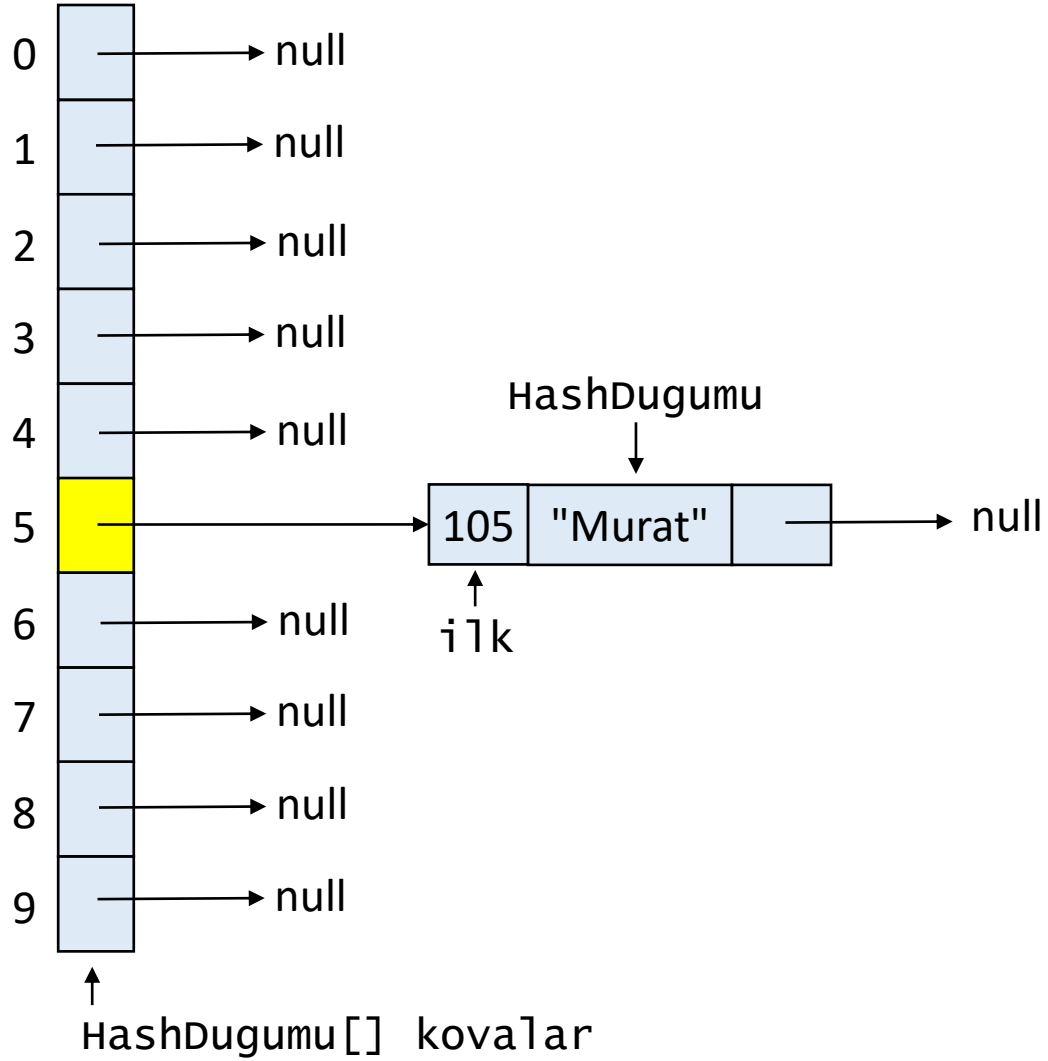 0 null
1 null
2 null
3 null
HashDugumu
4 null
5 105 "Murat" null
6 null
ilk
7 null
8 null
9 null
HashDugumu[] kovalar